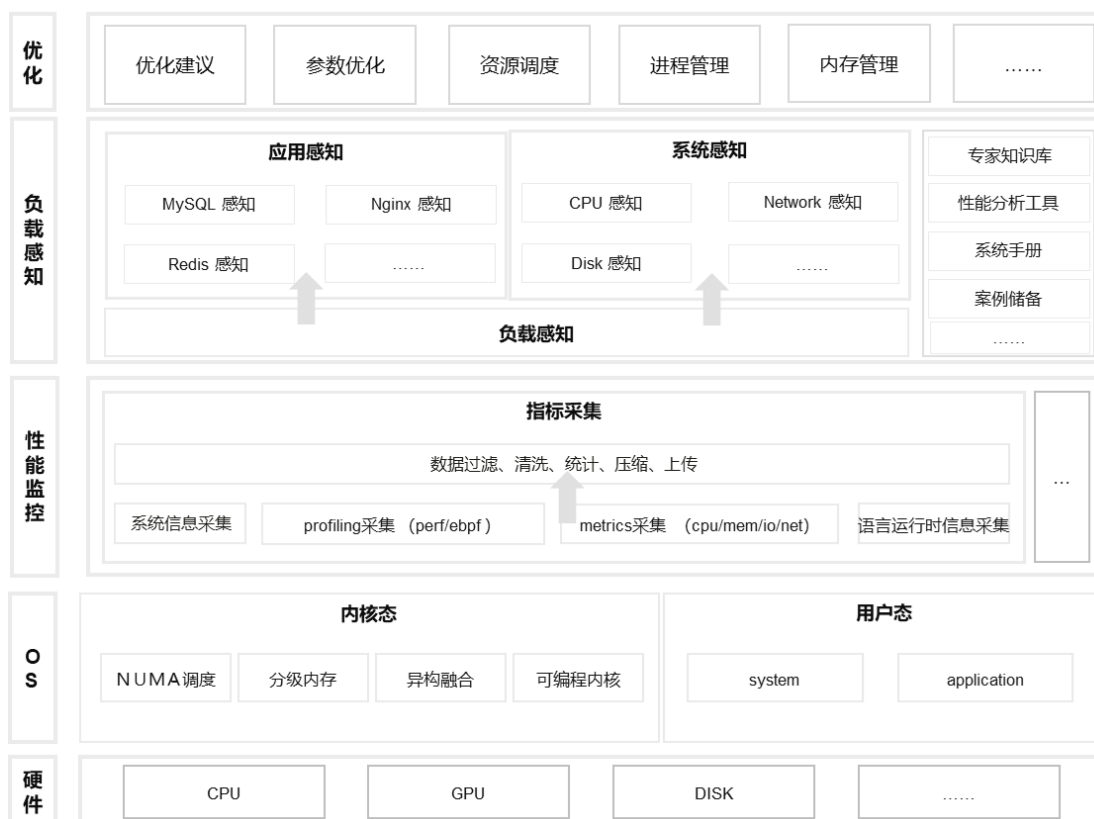 优化
优化建议
参数优化
资源调度
进程管理
内存管理
……
负载感知
应用感知
MySQL 感知
Nginx 感知
Redis 感知
……
系统感知
CPU 感知
Network 感知
Disk 感知
……
负载感知
专家知识库
性能分析工具
系统手册
案例储备
……
性能监控
指标采集
数据过滤、清洗、统计、压缩、上传
系统信息采集
profiling采集 （perf/ebpf ）
metrics采集 （cpu/mem/io/net）
语言运行时信息采集
…
OS
内核态
NUMA调度
分级内存
异构融合
可编程内核
用户态
system
application
硬件
CPU
GPU
DISK
……